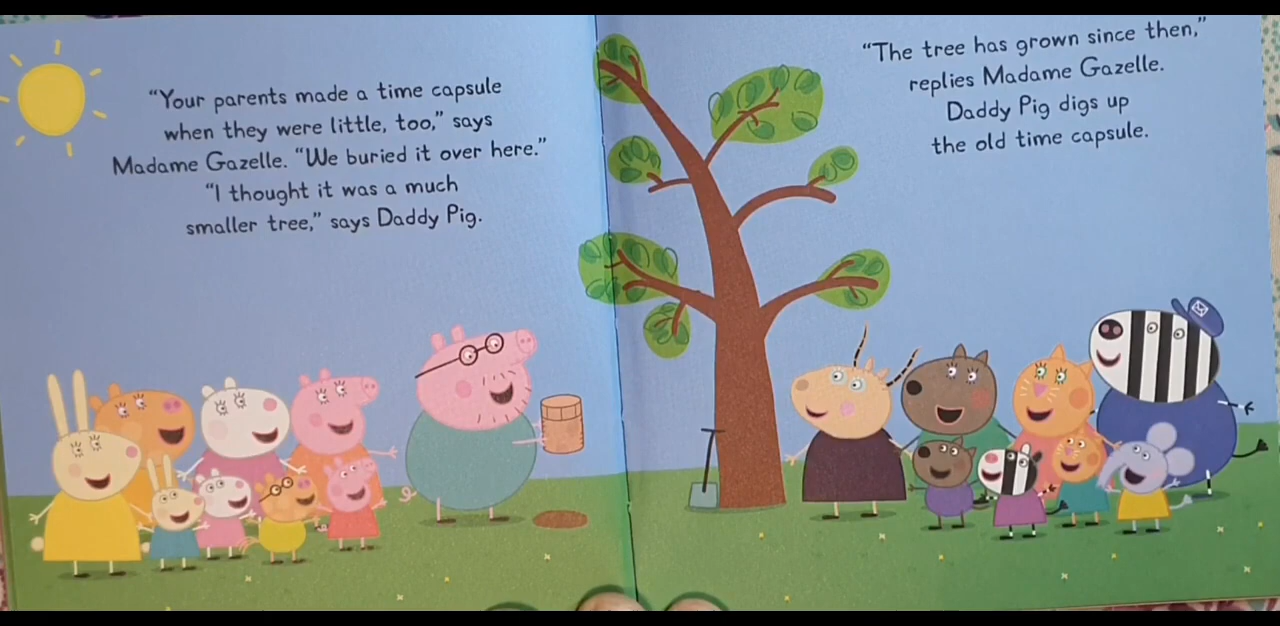 “Your parents made a time capsule
when they were little, too,” says
Madame Gazelle. “We buried it over here.”
“I thought it was a much
smaller tree,” says Daddy Pig.
“The tree has grown since then,”
replies Madame Gazelle.
Daddy Pig digs up
the old time capsule.